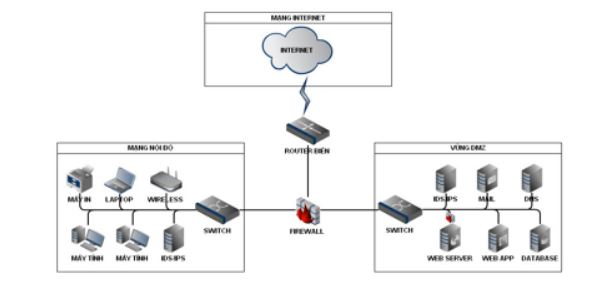 MẠNG INTERNET
INTERNET
ROUTER BIÊN
MẠNG NỘI BỘ
VÙNG DMZ
MÁY IN
LAPTOP
WIRELESS
IDS-IPS
MAIL
DNS
SWITCH
FIREWALL
SWITCH
MÁY TÍNH
MÁY TÍNH
IDS-IPS
WEB SERVER
WEB APP
DATABASE